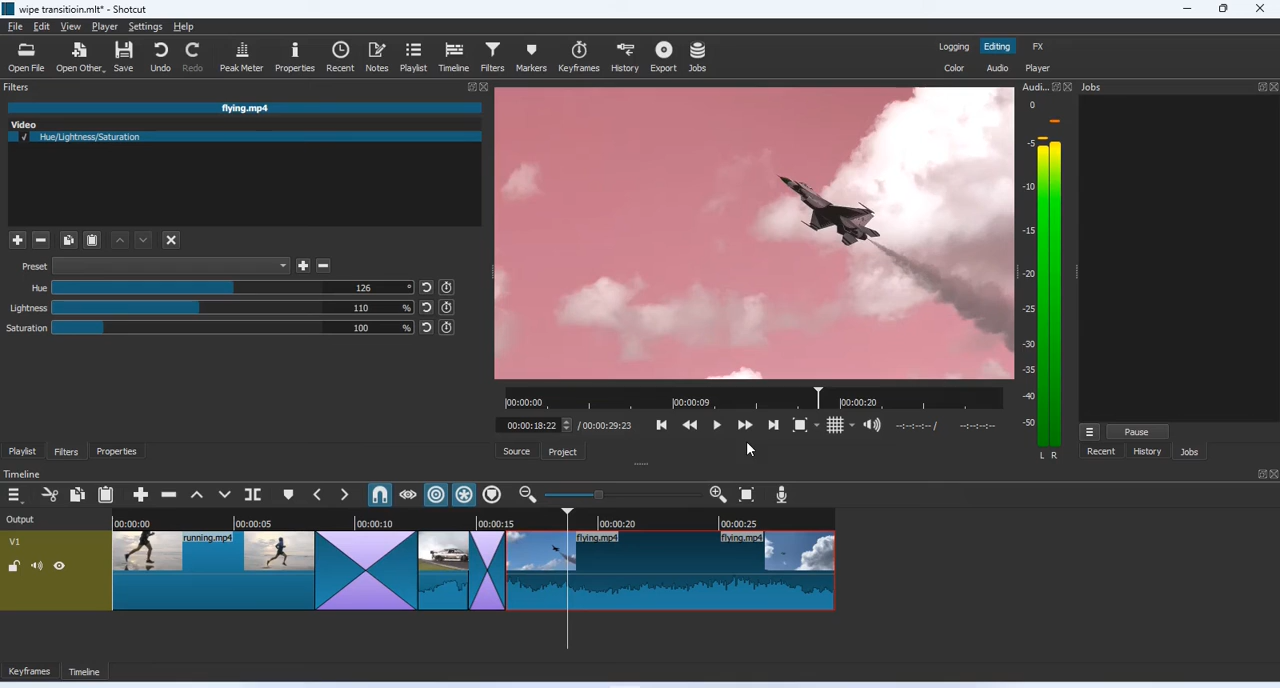 wipe transitioin.mlt* - Shotcut
File Edit View Player Settings Help
Open File Open Other Save Undo Redo Peak Meter Properties Recent Notes Playlist Timeline Filters Markers Keyframes History Export Jobs
Logging Editing FX
Color Audio Player
Filters
flying.mp4
Video
Hue/Lightness/Saturation
Preset
Hue 126 °
Lightness 110 %
Saturation 100 %
Playlist Filters Properties
00:00:00 00:00:09 00:00:20
00:00:18:22 / 00:00:29:23 --:--:--:-- / --:--:--:--
Source Project
Audi...
0
-5
-10
-15
-20
-25
-30
-35
-40
-50
L R
Jobs
Pause
Recent History Jobs
Timeline
Output
00:00:00 00:00:05 00:00:10 00:00:15 00:00:20 00:00:25
V1
running.mp4 flying.mp4 flying.mp4
Keyframes Timeline